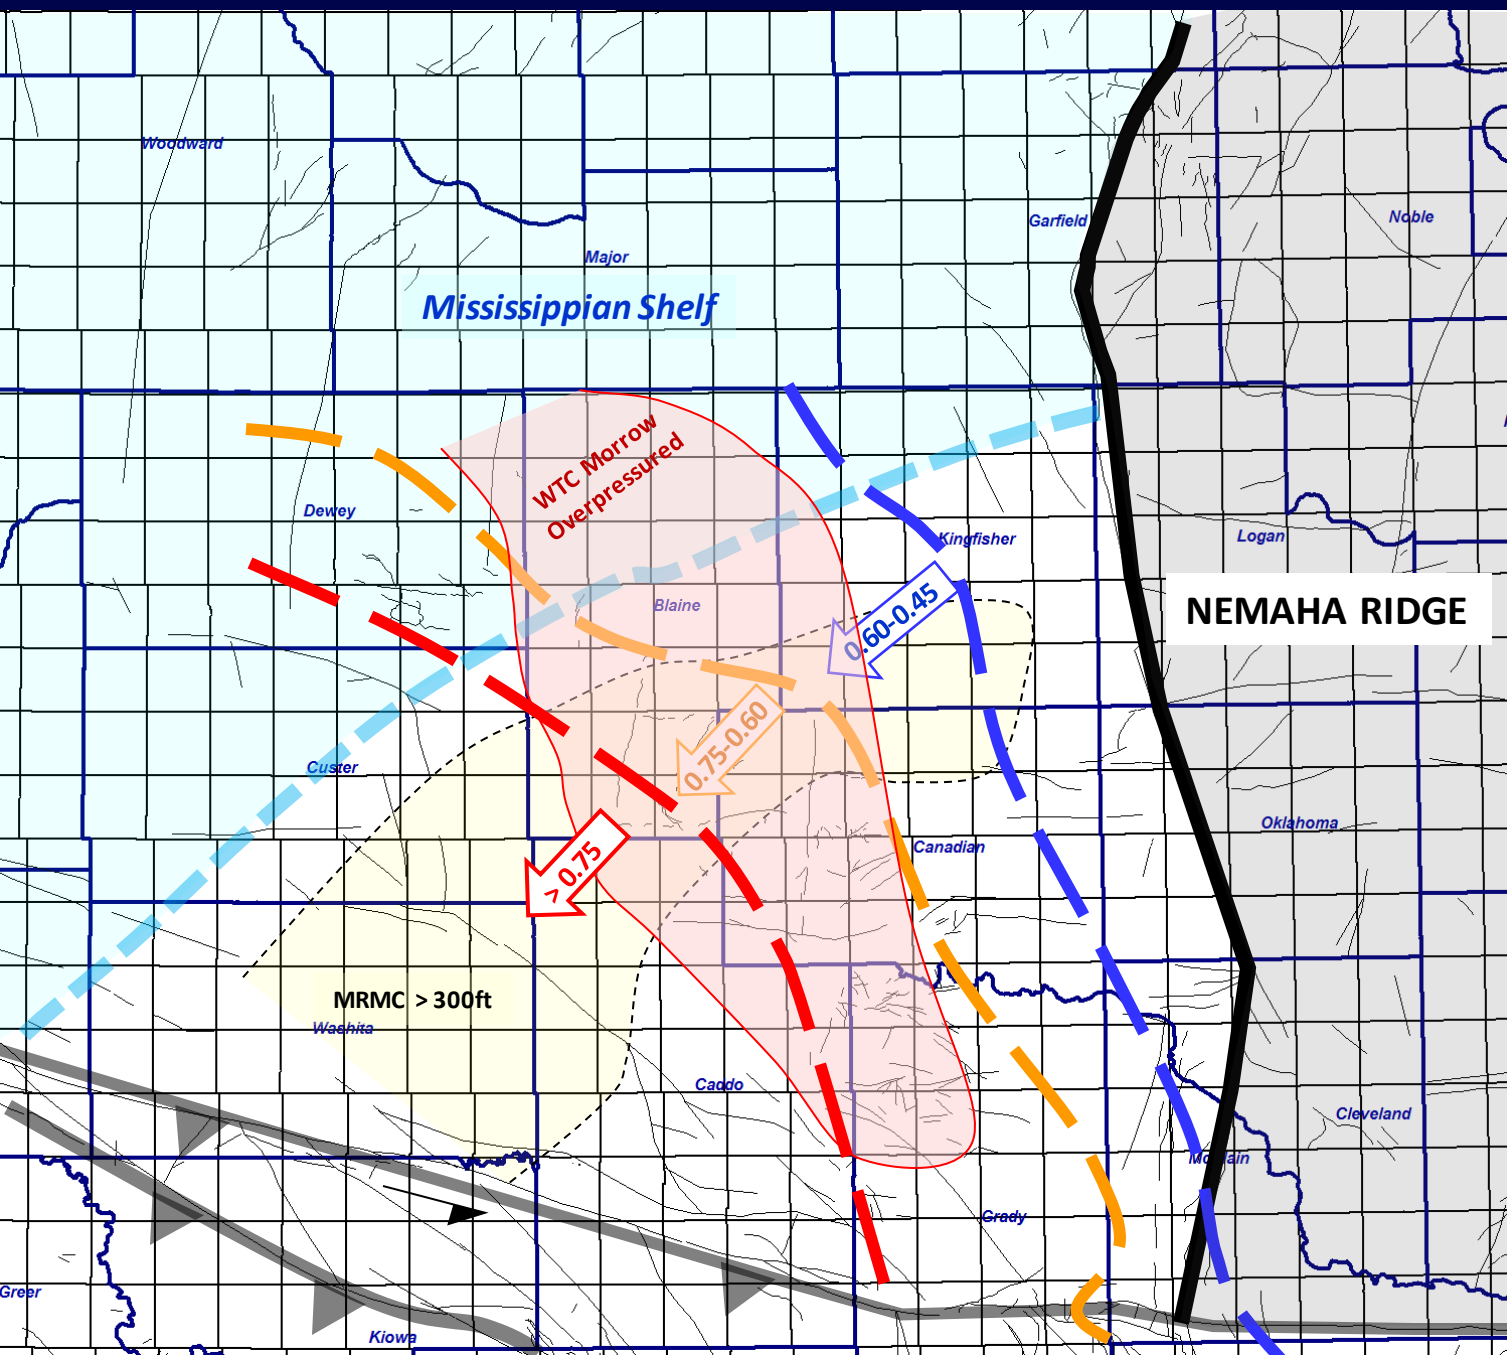 Woodward
Garfield
Noble
Major
Mississippian Shelf
WTC Morrow
Overpressured
Dewey
Kingfisher
Logan
Blaine
0.60-0.45
NEMAHA RIDGE
0.75-0.60
Custer
Oklahoma
Canadian
> 0.75
MRMC > 300ft
Washita
Caddo
Cleveland
Grady
Greer
Kiowa